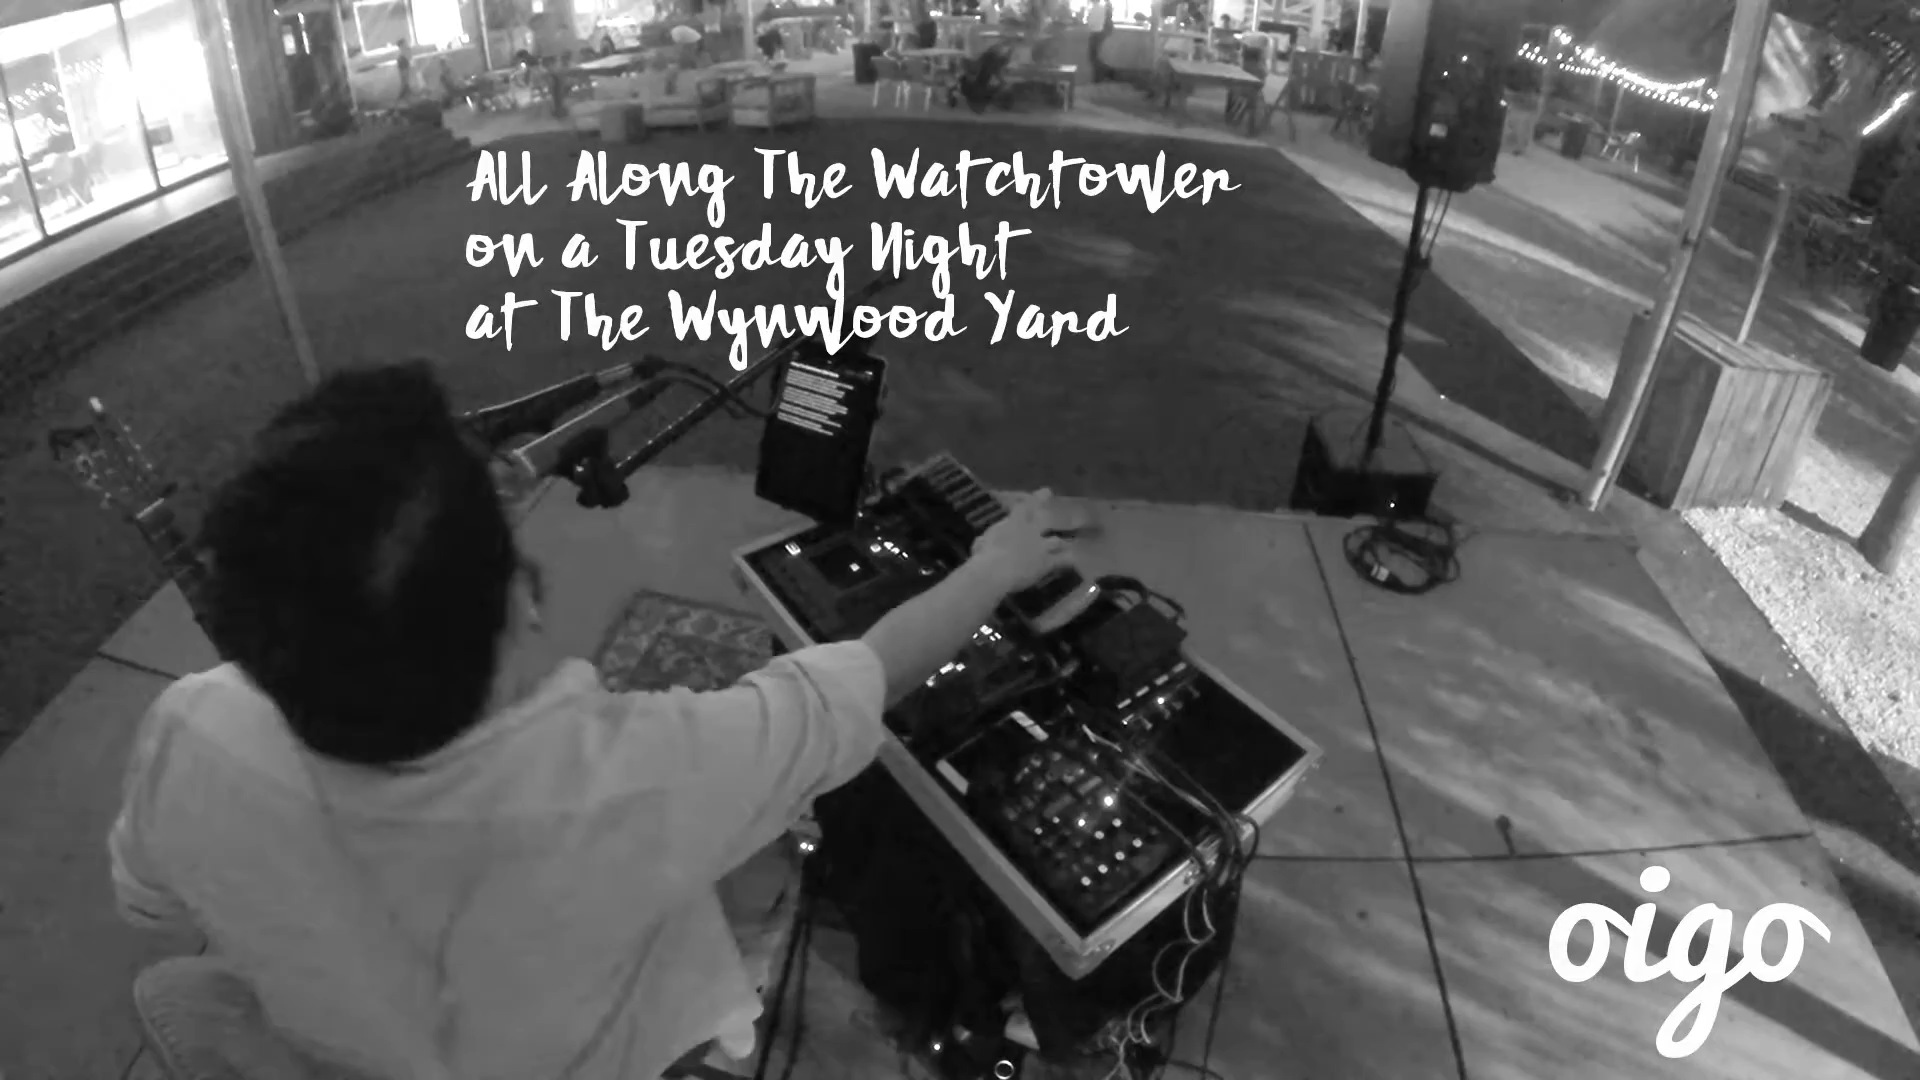 All Along The Watchtower
on a Tuesday Night
at The Wynwood Yard
oigo